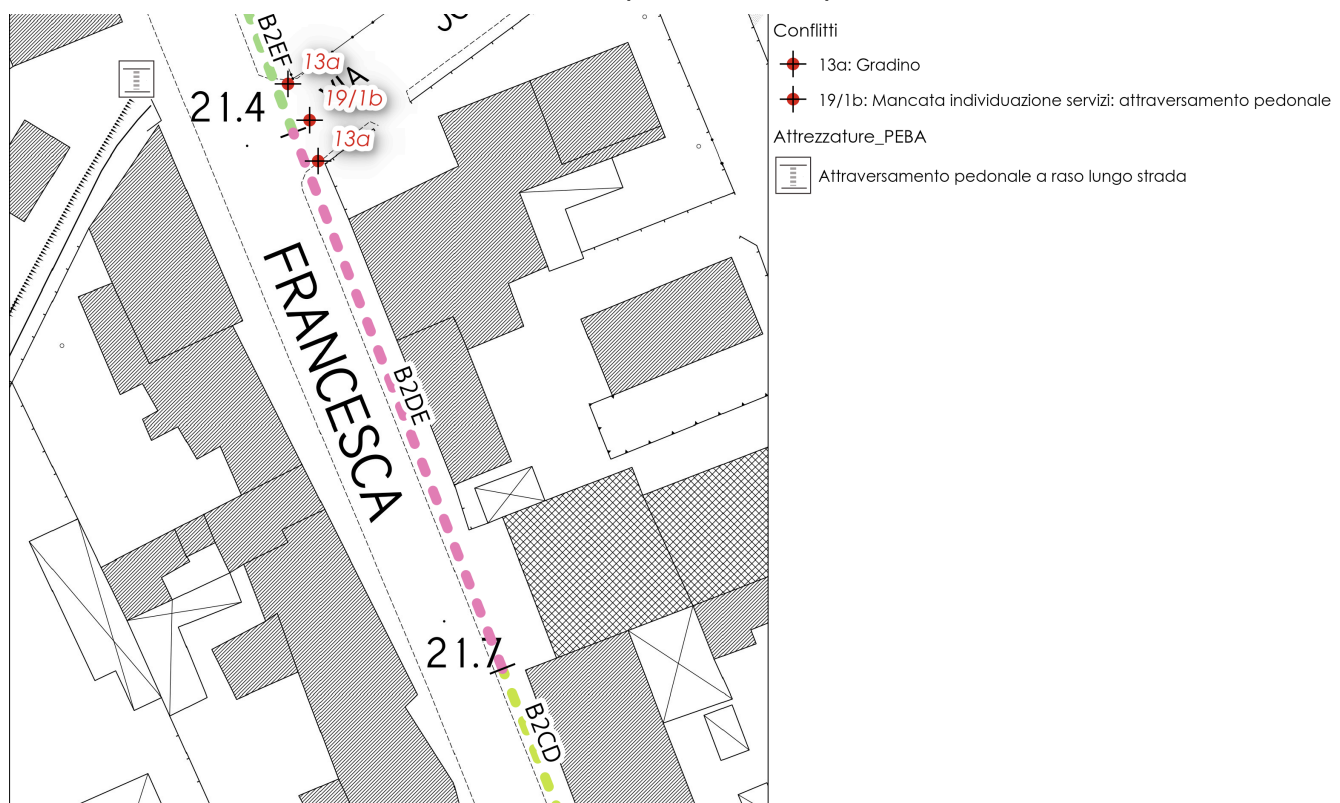 B2EF
13a
VIA
19/1b
13a
21.4
FRANCESCA
B2DE
21.7
B2CD
Conflitti
13a: Gradino
19/1b: Mancata individuazione servizi: attraversamento pedonale
Attrezzature_PEBA
Attraversamento pedonale a raso lungo strada